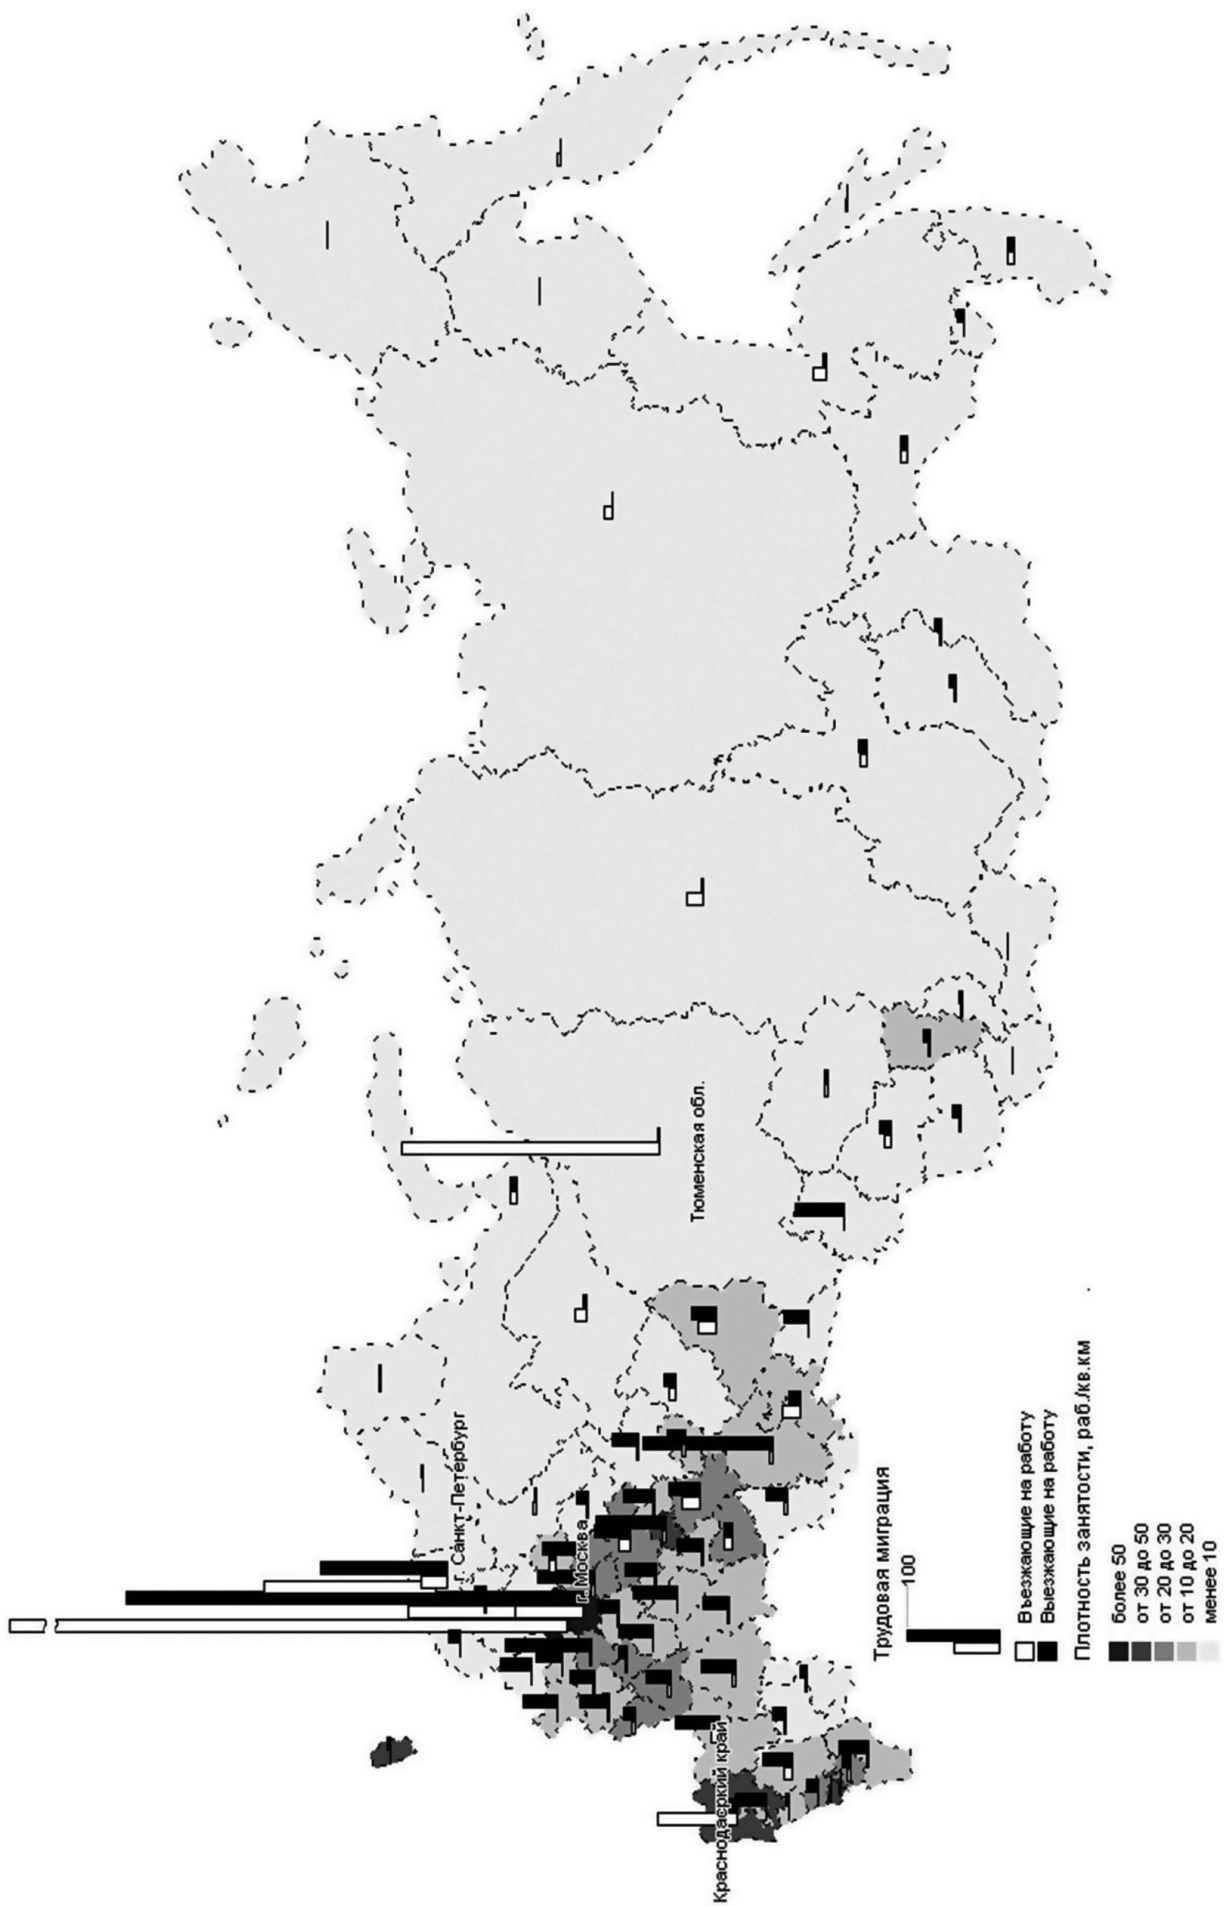 г. Санкт-Петербург
г. Москва
Тюменская обл.
Краснодасркий край
Трудовая миграция
100
Въезжающие на работу
Выезжающие на работу
Плотность занятости, раб./кв.км
более 50
от 30 до 50
от 20 до 30
от 10 до 20
менее 10